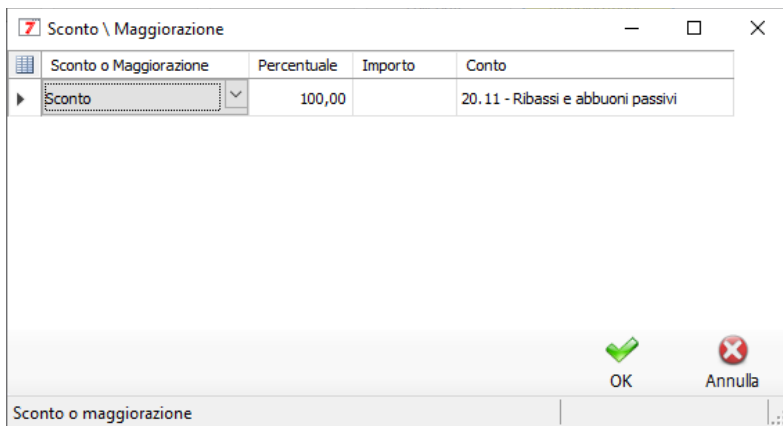 7 Sconto \ Maggiorazione
Sconto o Maggiorazione Percentuale Importo Conto
Sconto 100,00 20.11 - Ribassi e abbuoni passivi
OK Annulla
Sconto o maggiorazione